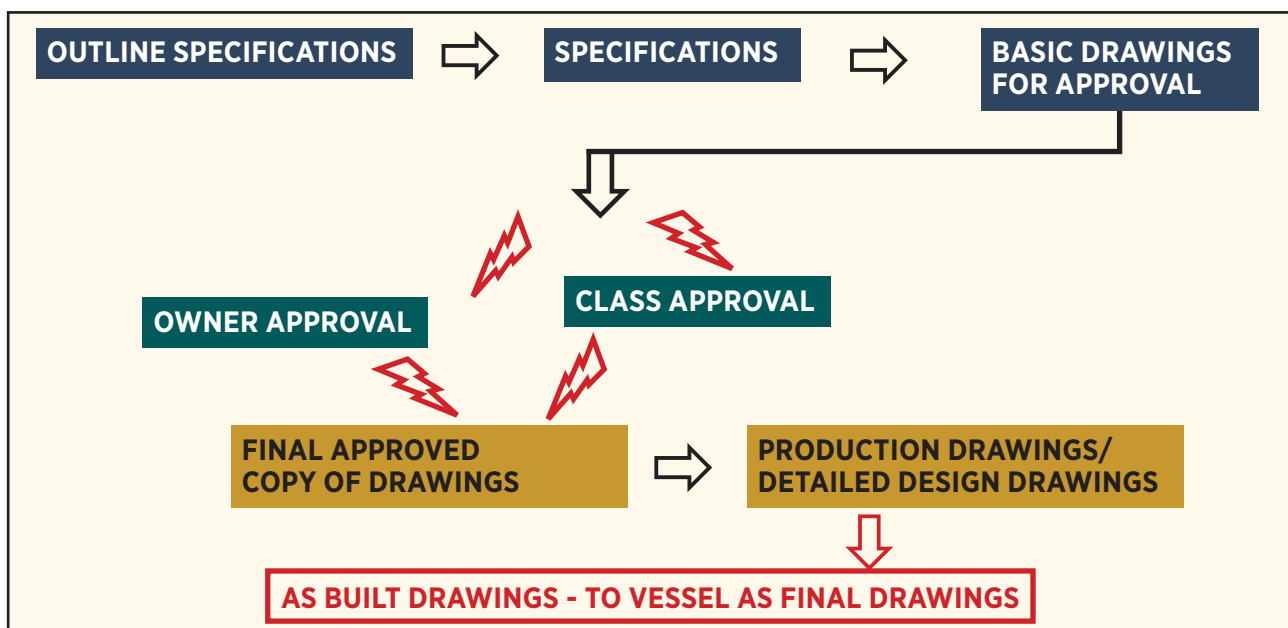 OUTLINE SPECIFICATIONS
SPECIFICATIONS
BASIC DRAWINGS
FOR APPROVAL
OWNER APPROVAL
CLASS APPROVAL
FINAL APPROVED
COPY OF DRAWINGS
PRODUCTION DRAWINGS/
DETAILED DESIGN DRAWINGS
AS BUILT DRAWINGS - TO VESSEL AS FINAL DRAWINGS